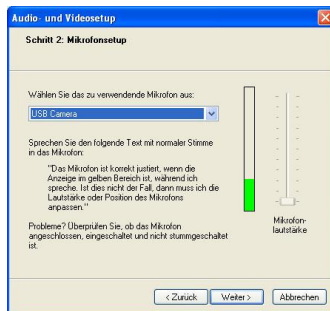 Audio- und Videosetup
Schritt 2: Mikrofonsetup
Wählen Sie das zu verwendende Mikrofon aus:
USB Camera
Sprechen Sie den folgende Text mit normaler Stimme
in das Mikrofon:
"Das Mikrofon ist korrekt justiert, wenn die
Anzeige im gelben Bereich ist, während ich
spreche. Ist dies nicht der Fall, dann muss ich die
Lautstärke oder Position des Mikrofons
anpassen."
Probleme? Überprüfen Sie, ob das Mikrofon
angeschlossen, eingeschaltet und nicht stummgeschaltet
ist.
Mikrofon-
lautstärke
< Zurück
Weiter >
Abbrechen